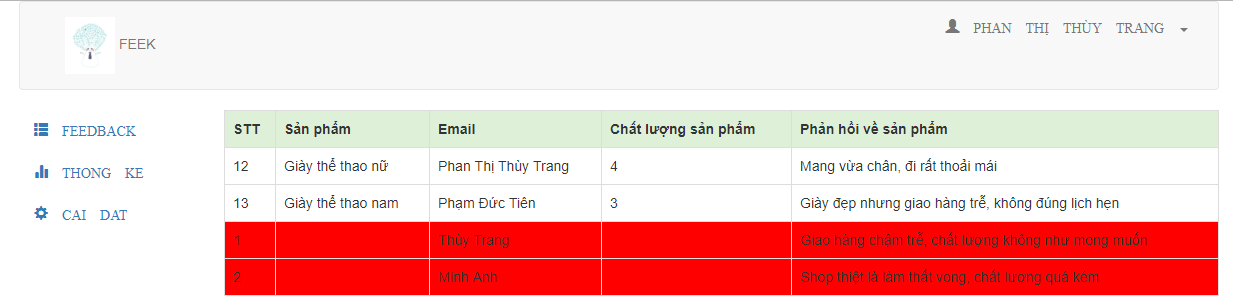 FEEK
PHAN THỊ THÙY TRANG
FEEDBACK
THONG KE
CAI DAT
STT Sản phẩm Email Chất lượng sản phẩm Phản hồi về sản phẩm
12 Giày thể thao nữ Phan Thị Thùy Trang 4 Mang vừa chân, đi rất thoải mái
13 Giày thể thao nam Phạm Đức Tiên 3 Giày đẹp nhưng giao hàng trễ, không đúng lịch hẹn
1 Thùy Trang Giao hàng chậm trễ, chất lượng không như mong muốn
2 Minh Anh Shop thiệt là làm thất vọng, chất lượng quá kém